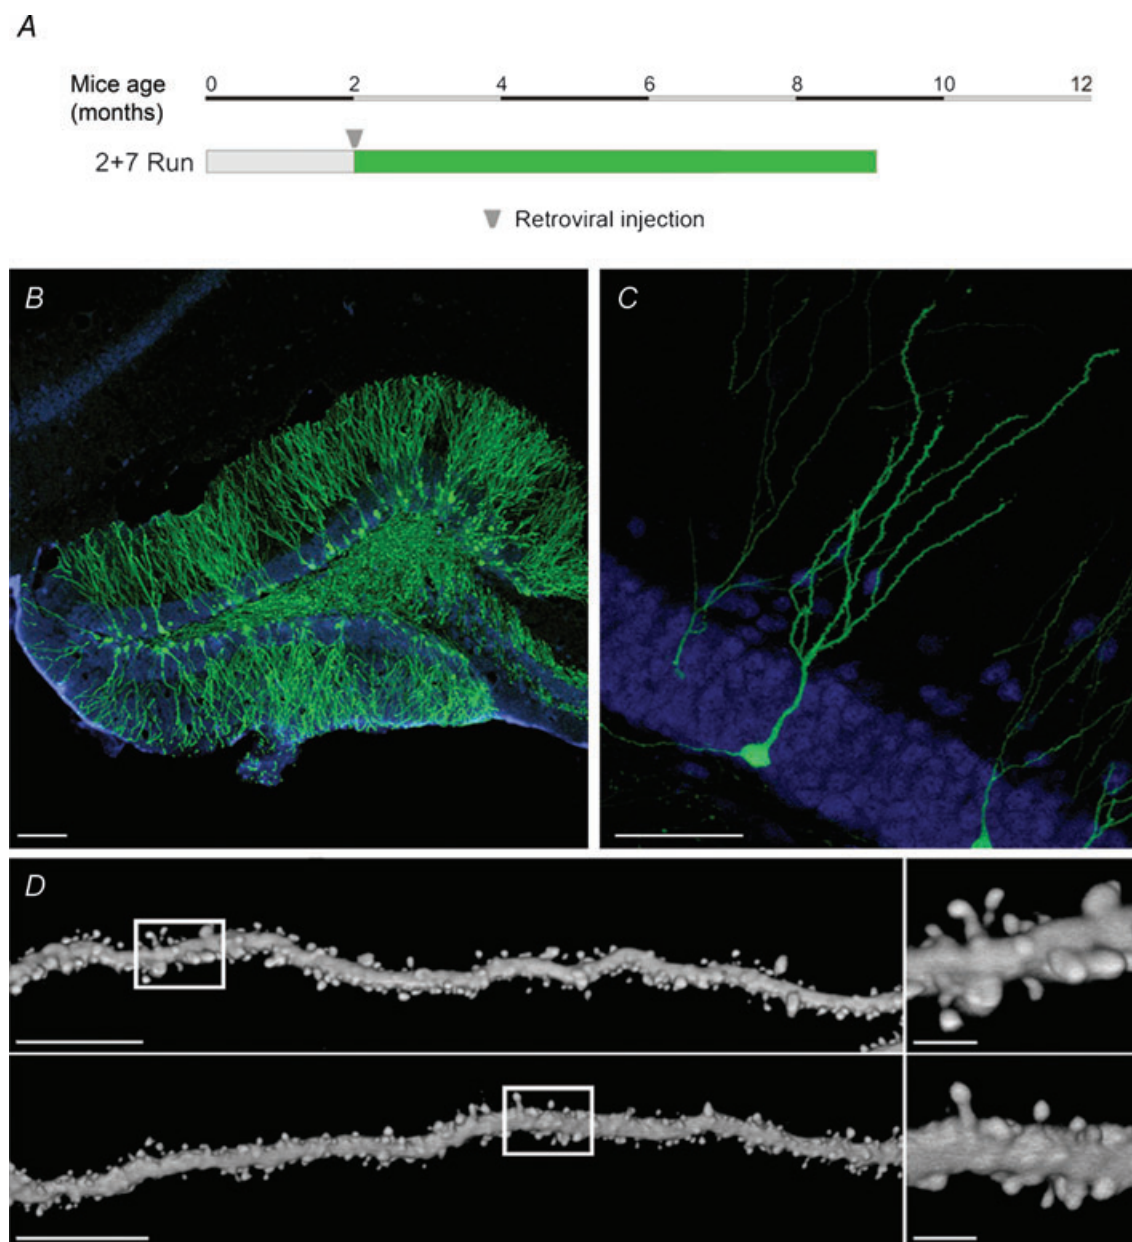 A
Mice age 0 2 4 6 8 10 12
(months)
2+7 Run
Retroviral injection
B
C
D